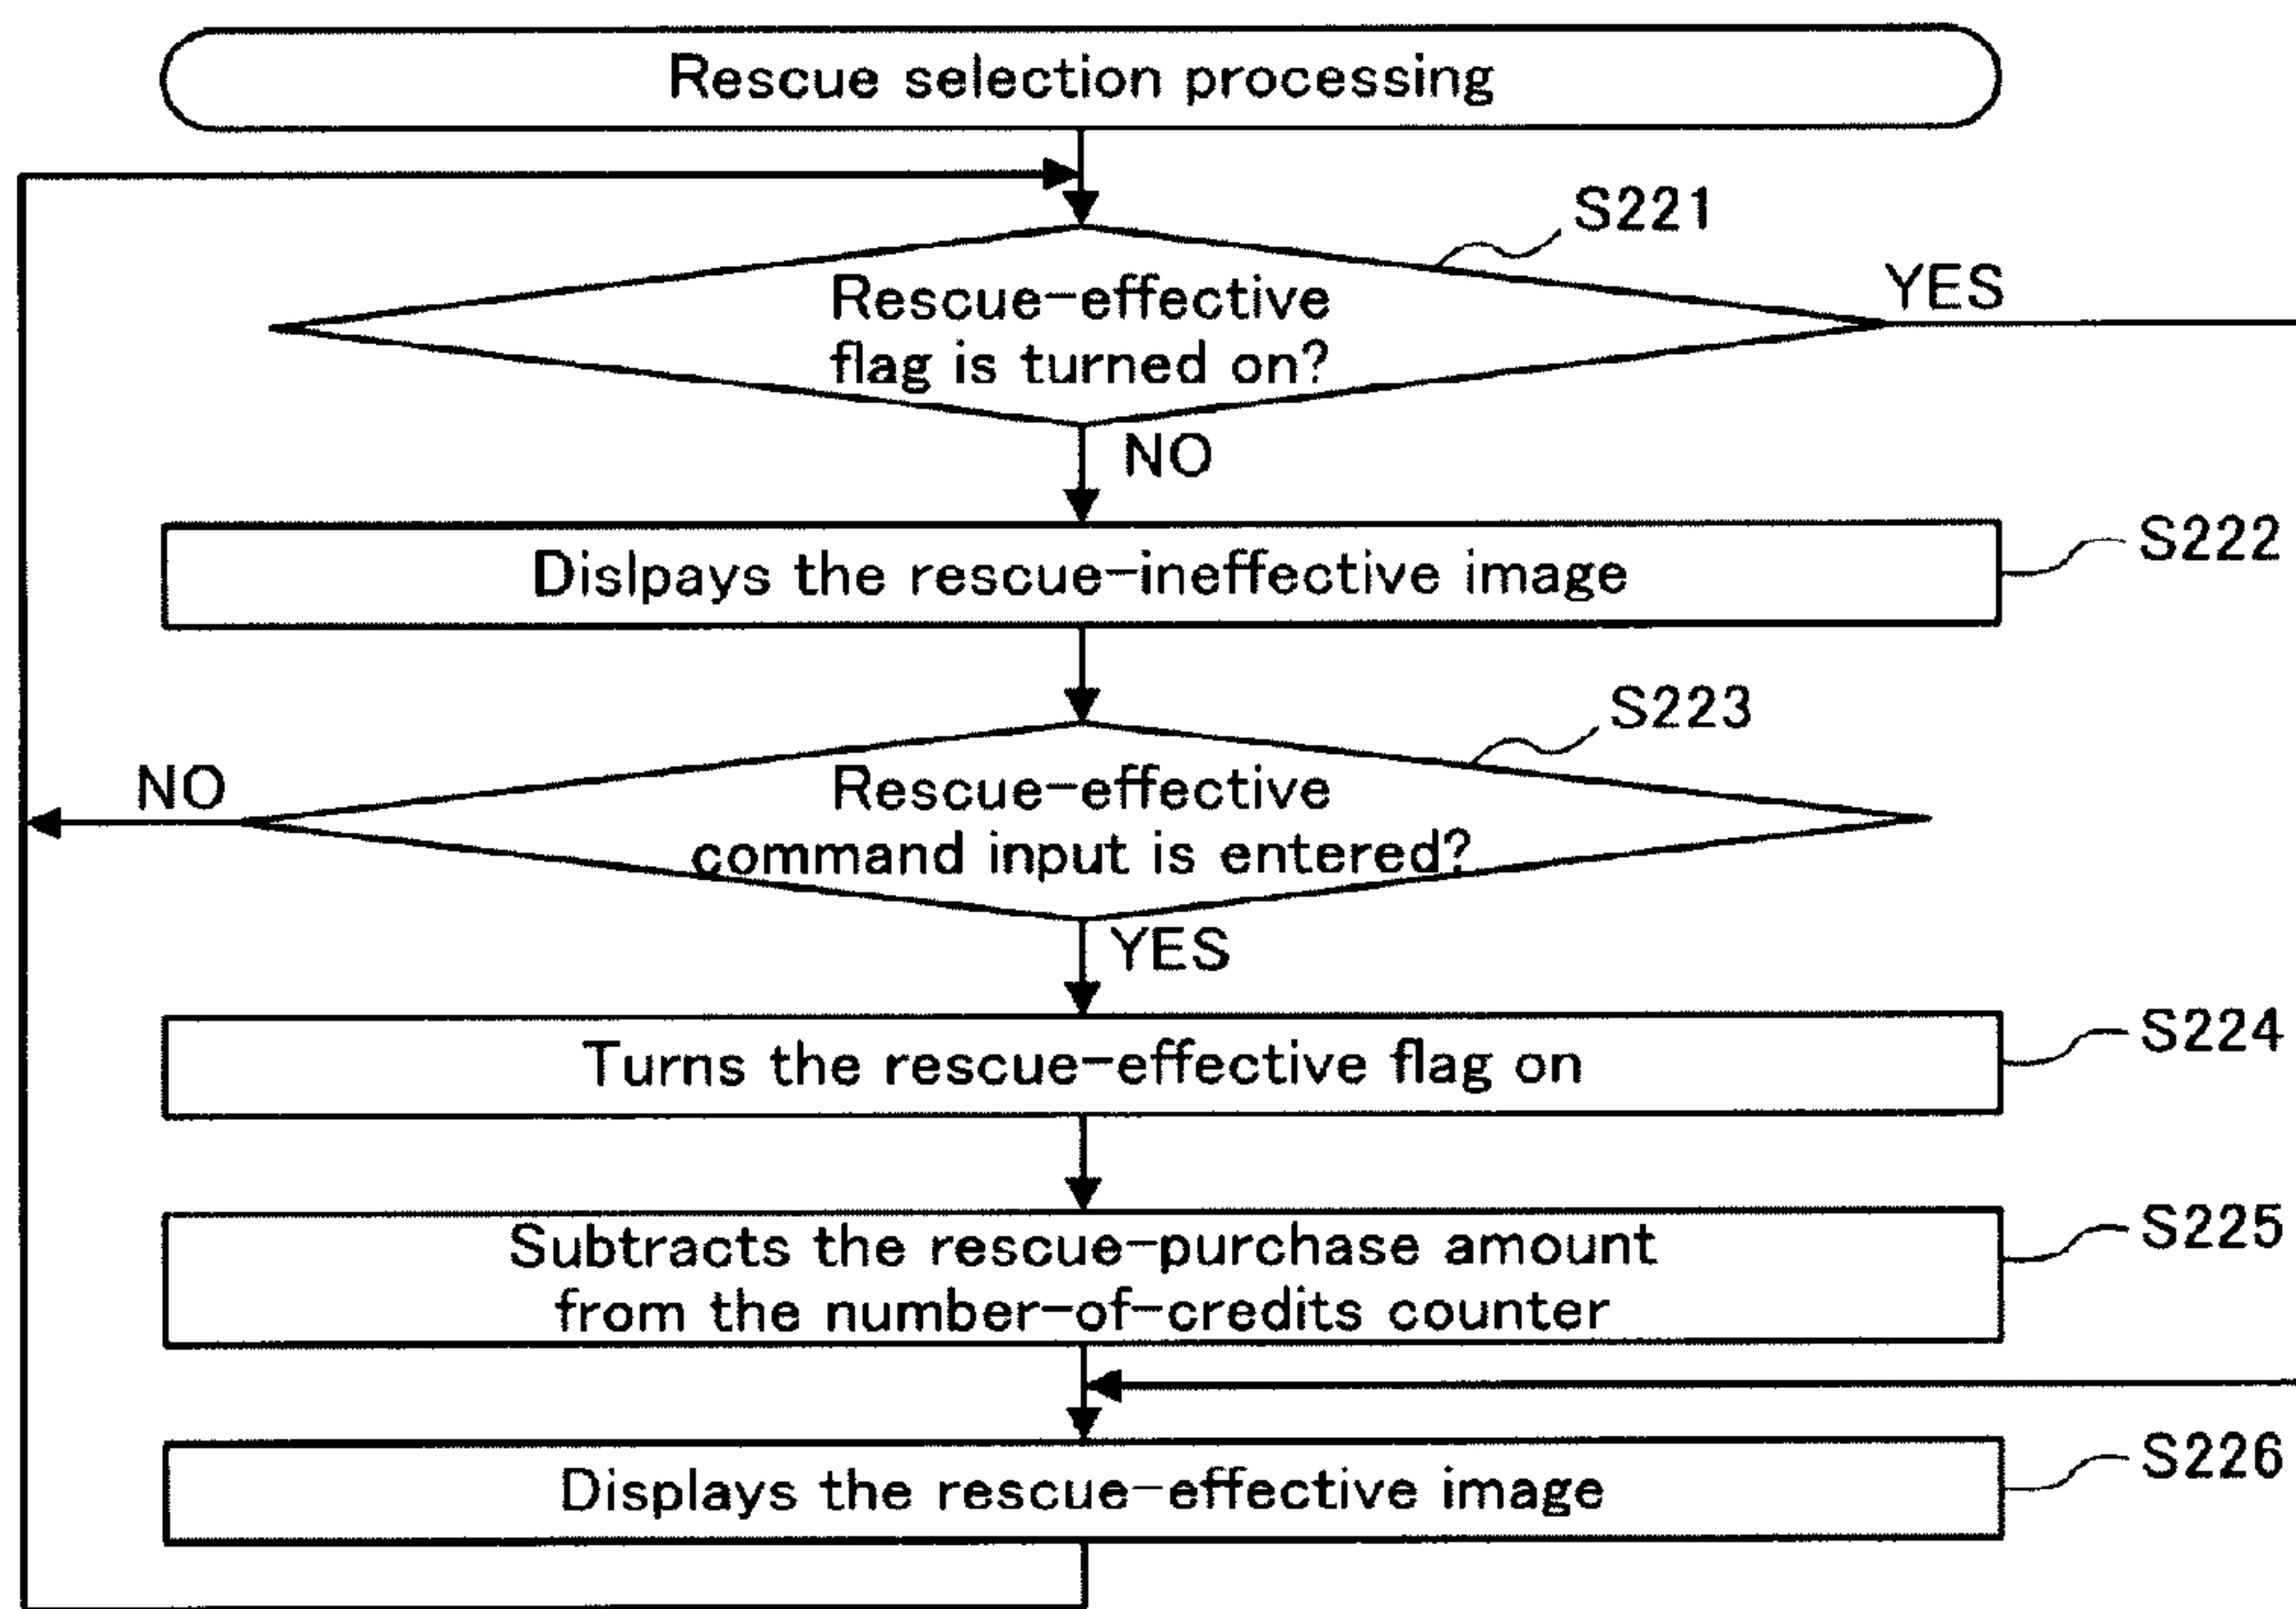 Rescue selection processing
S221
YES
Rescue-effective
flag is turned on?
NO
Dislpays the rescue-ineffective image
S222
S223
NO
Rescue-effective
command input is entered?
YES
Turns the rescue-effective flag on
S224
Subtracts the rescue-purchase amount
from the number-of-credits counter
S225
Displays the rescue-effective image
S226